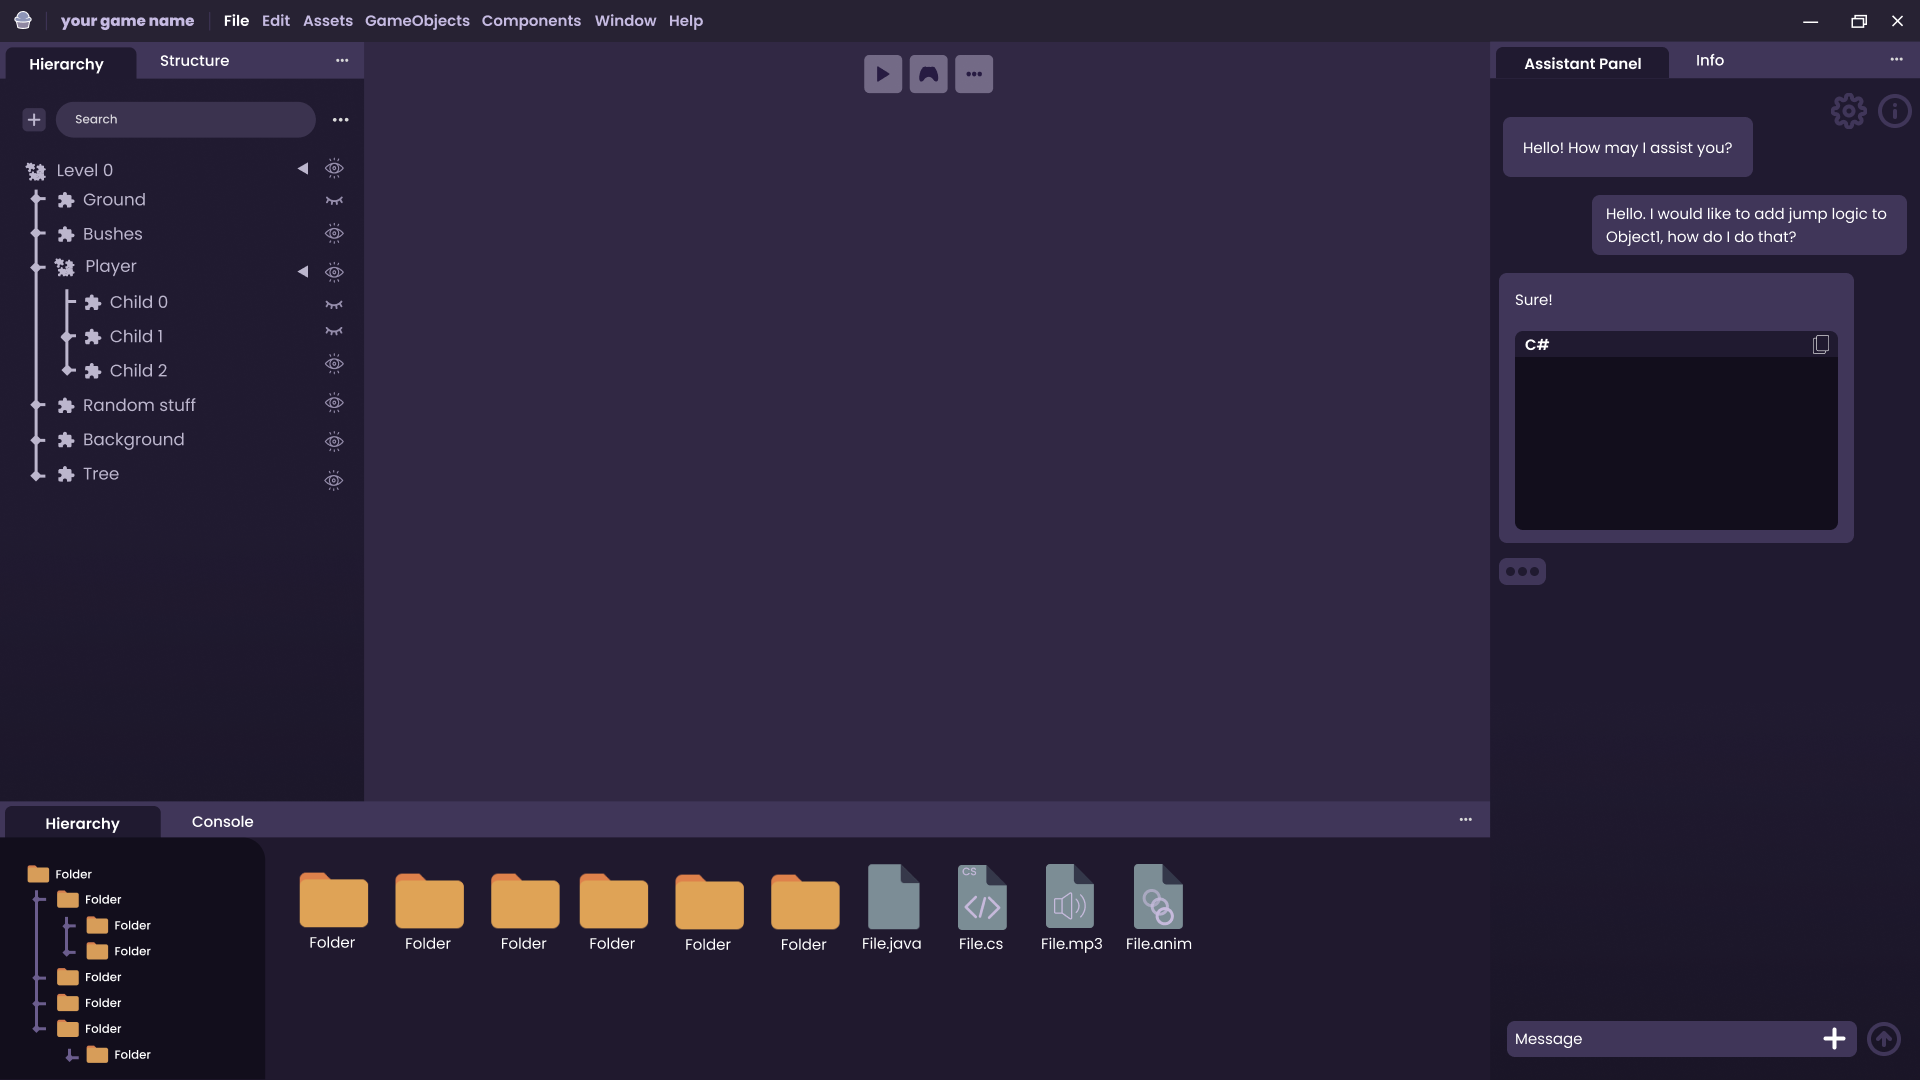 your game name
File Edit Assets GameObjects Components Window Help
Hierarchy
Structure
Search
Level 0
Ground
Bushes
Player
Child 0
Child 1
Child 2
Random stuff
Background
Tree
Assistant Panel
Info
Hello! How may I assist you?
Hello. I would like to add jump logic to
Object1, how do I do that?
Sure!
C#
Message
Hierarchy
Console
Folder
Folder
Folder
Folder
Folder
Folder
Folder
Folder
CS
Folder Folder Folder Folder Folder Folder File.java File.cs File.mp3 File.anim